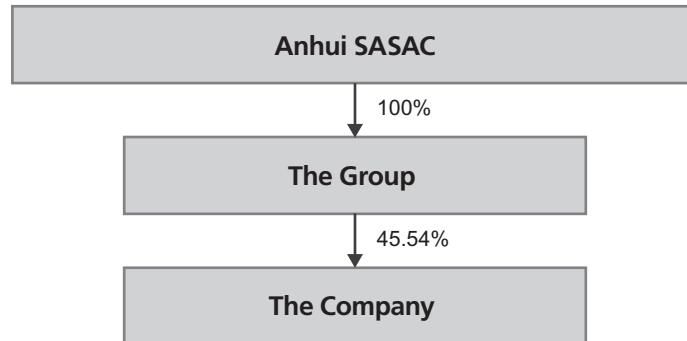 Anhui SASAC
100%
The Group
45.54%
The Company